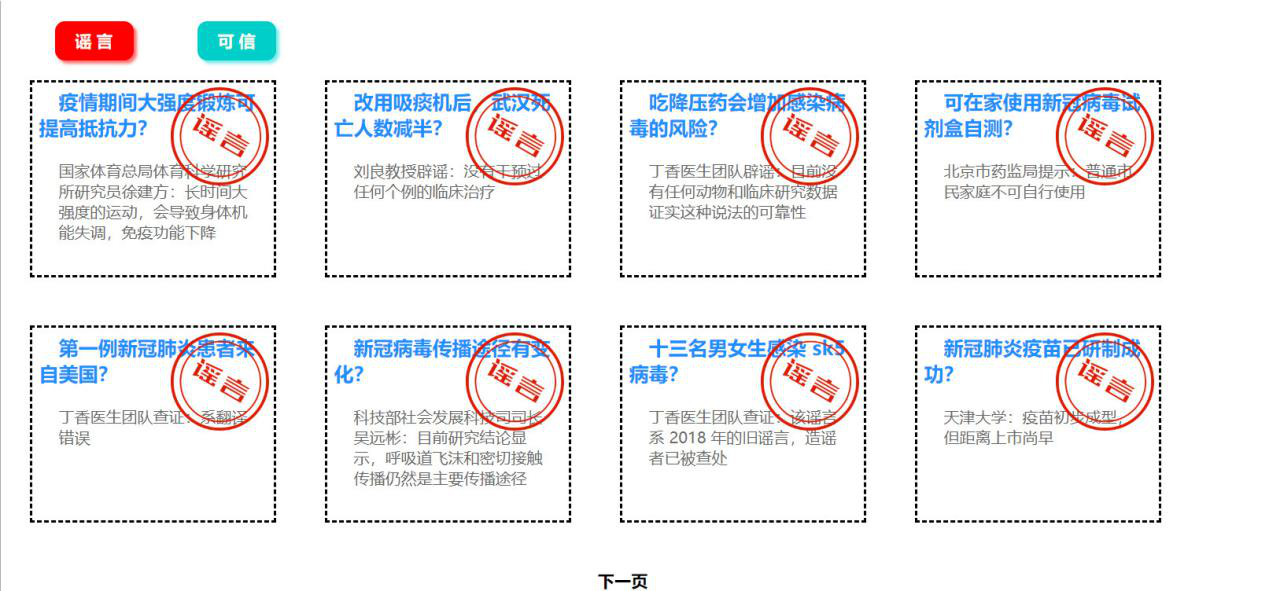 谣 言
可 信
疫情期间大强度锻炼可
提高抵抗力?
谣言
国家体育总局体育科学研究
所研究员徐建方:长时间大
强度的运动,会导致身体机
能失调,免疫功能下降
改用吸痰机后,武汉死
亡人数减半?
谣言
刘良教授辟谣:没有干预过
任何个例的临床治疗
吃降压药会增加感染病
毒的风险?
谣言
丁香医生团队辟谣:目前没
有任何动物和临床研究数据
证实这种说法的可靠性
可在家使用新冠病毒试
剂盒自测?
谣言
北京市药监局提示:普通市
民家庭不可自行使用
第一例新冠肺炎患者来
自美国?
谣言
丁香医生团队查证:系翻译
错误
新冠病毒传播途径有变
化?
谣言
科技部社会发展科技司司长
吴远彬:目前研究结论显
示,呼吸道飞沫和密切接触
传播仍然是主要传播途径
十三名男女生感染 sk5
病毒?
谣言
丁香医生团队查证:该谣言
系 2018 年的旧谣言,造谣
者已被查处
新冠肺炎疫苗已研制成
功?
谣言
天津大学:疫苗初步成型,
但距离上市尚早
下一页